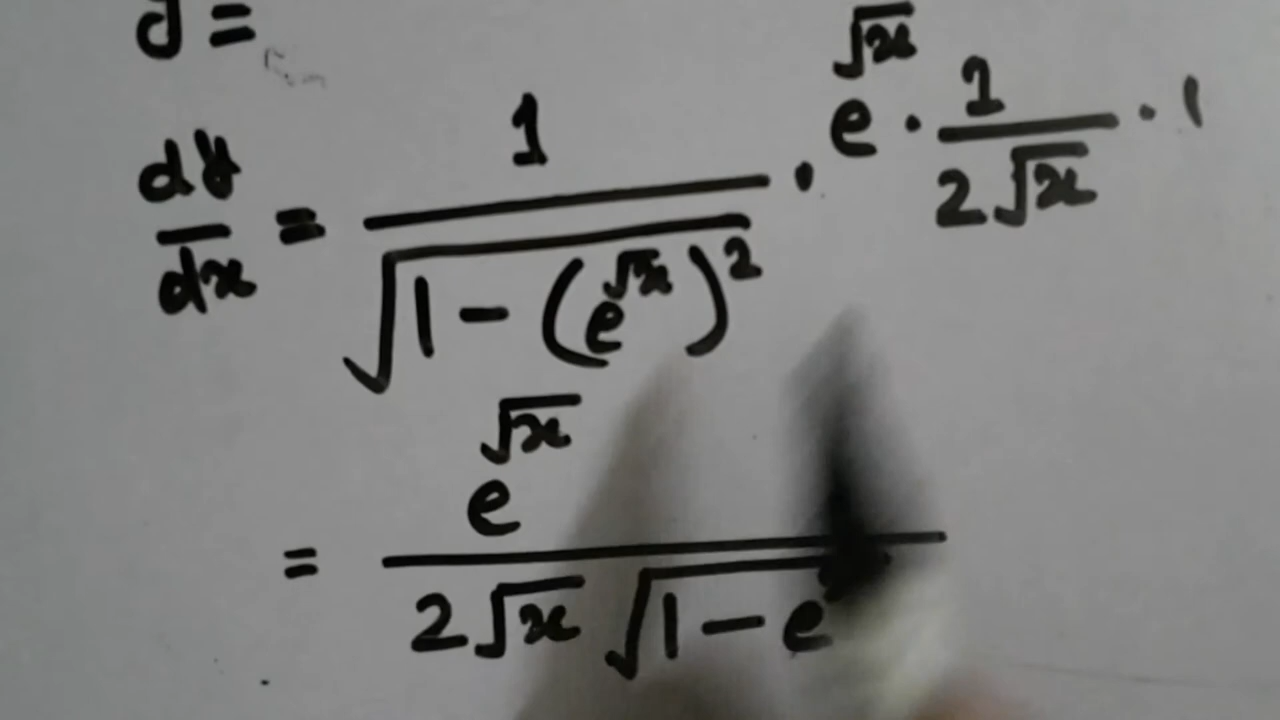 y =
dy/dx = 1/√(1-(e^√x)^2) · e^√x · 1/(2√x) · 1
= e^√x/(2√x √(1-e